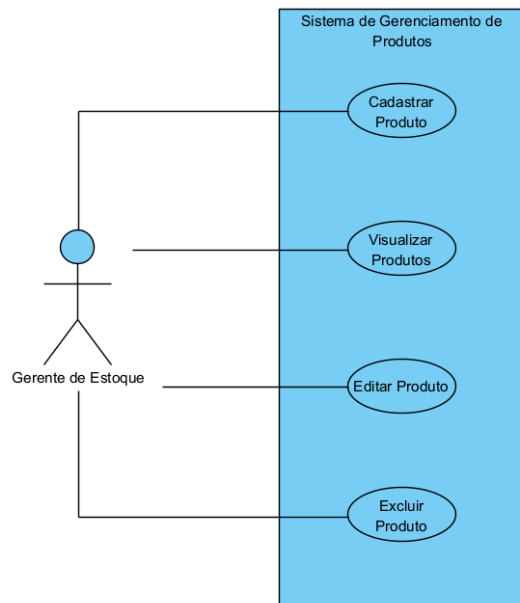 Sistema de Gerenciamento de
Produtos
Cadastrar
Produto
Visualizar
Produtos
Gerente de Estoque
Editar Produto
Excluir
Produto